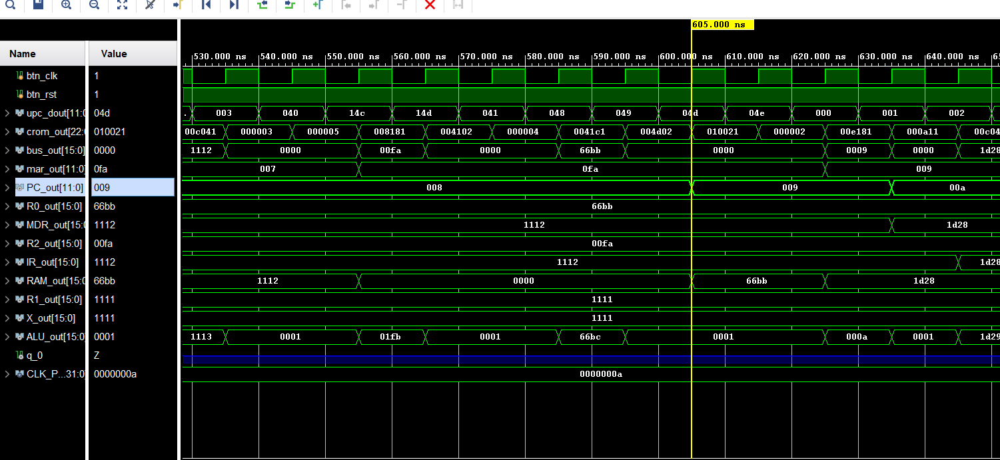 605.000 ns
Name Value
530.000 ns 540.000 ns 550.000 ns 560.000 ns 570.000 ns 580.000 ns 590.000 ns 600.000 ns 610.000 ns 620.000 ns 630.000 ns 640.000 ns
btn_clk 1
btn_rst 1
upc_dout[11:0 04d . 003 040 14c 14d 041 048 049 04d 04e 000 001 002
crom_out[22: 010021 00c041 000003 000005 008181 004102 000004 0041c1 004d02 010021 000002 00e181 000a11 00c04
bus_out[15:0] 0000 1112 0000 00fa 0000 66bb 0000 0009 0000 1d28
mar_out[11:0] 0fa 007 0fa 009
PC_out[11:0] 009 008 009 00a
R0_out[15:0] 66bb 66bb
MDR_out[15:0 1112 1112 1d28
R2_out[15:0] 00fa 00fa
IR_out[15:0] 1112 1112 1d28
RAM_out[15:0 66bb 1112 0000 66bb 1d28
R1_out[15:0] 1111 1111
X_out[15:0] 1111 1111
ALU_out[15:0 0001 1113 0001 01fb 0001 66bc 0001 000a 0001 1d29
q_0 Z
CLK_P...31:0] 0000000a 0000000a